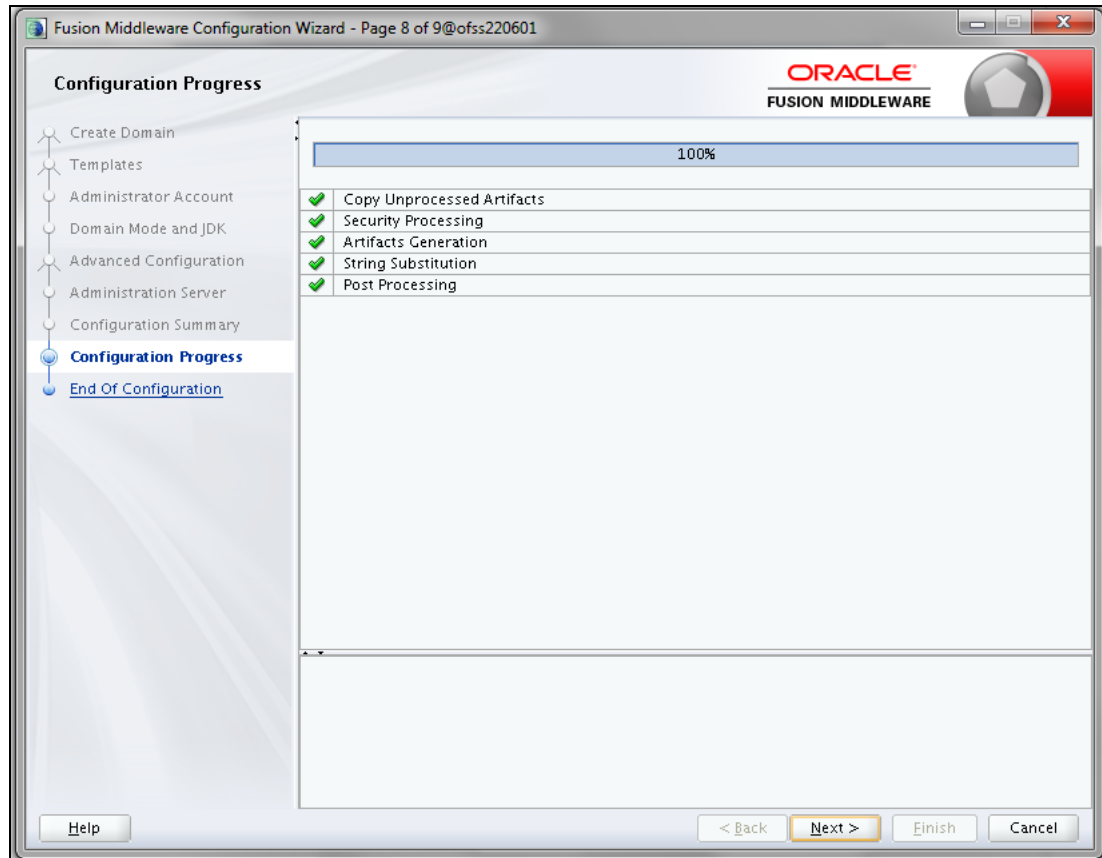 Fusion Middleware Configuration Wizard - Page 8 of 9@ofss220601
Configuration Progress
ORACLE®
FUSION MIDDLEWARE
Create Domain
Templates
Administrator Account
Domain Mode and JDK
Advanced Configuration
Administration Server
Configuration Summary
Configuration Progress
End Of Configuration
100%
Copy Unprocessed Artifacts
Security Processing
Artifacts Generation
String Substitution
Post Processing
Help
< Back
Next >
Finish
Cancel